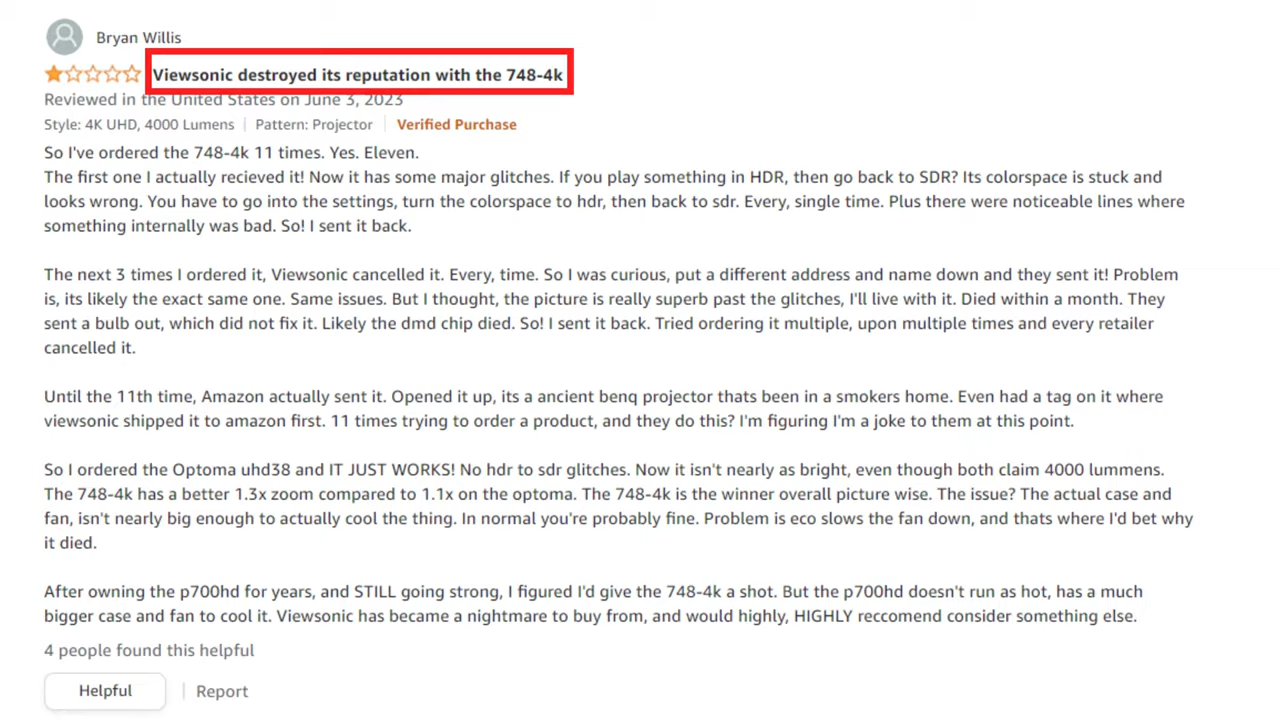 Bryan Willis
Viewsonic destroyed its reputation with the 748-4k
Reviewed in the United States on June 3, 2023
Style: 4K UHD, 4000 Lumens | Pattern: Projector | Verified Purchase
So I've ordered the 748-4k 11 times. Yes. Eleven.
The first one I actually recieved it! Now it has some major glitches. If you play something in HDR, then go back to SDR? Its colorspace is stuck and
looks wrong. You have to go into the settings, turn the colorspace to hdr, then back to sdr. Every, single time. Plus there were noticeable lines where
something internally was bad. So! I sent it back.
The next 3 times I ordered it, Viewsonic cancelled it. Every, time. So I was curious, put a different address and name down and they sent it! Problem
is, its likely the exact same one. Same issues. But I thought, the picture is really superb past the glitches, I'll live with it. Died within a month. They
sent a bulb out, which did not fix it. Likely the dmd chip died. So! I sent it back. Tried ordering it multiple, upon multiple times and every retailer
cancelled it.
Until the 11th time, Amazon actually sent it. Opened it up, its a ancient benq projector thats been in a smokers home. Even had a tag on it where
viewsonic shipped it to amazon first. 11 times trying to order a product, and they do this? I'm figuring I'm a joke to them at this point.
So I ordered the Optoma uhd38 and IT JUST WORKS! No hdr to sdr glitches. Now it isn't nearly as bright, even though both claim 4000 lummens.
The 748-4k has a better 1.3x zoom compared to 1.1x on the optoma. The 748-4k is the winner overall picture wise. The issue? The actual case and
fan, isn't nearly big enough to actually cool the thing. In normal you're probably fine. Problem is eco slows the fan down, and thats where I'd bet why
it died.
After owning the p700hd for years, and STILL going strong, I figured I'd give the 748-4k a shot. But the p700hd doesn't run as hot, has a much
bigger case and fan to cool it. Viewsonic has became a nightmare to buy from, and would highly, HIGHLY reccomend consider something else.
4 people found this helpful
Helpful | Report